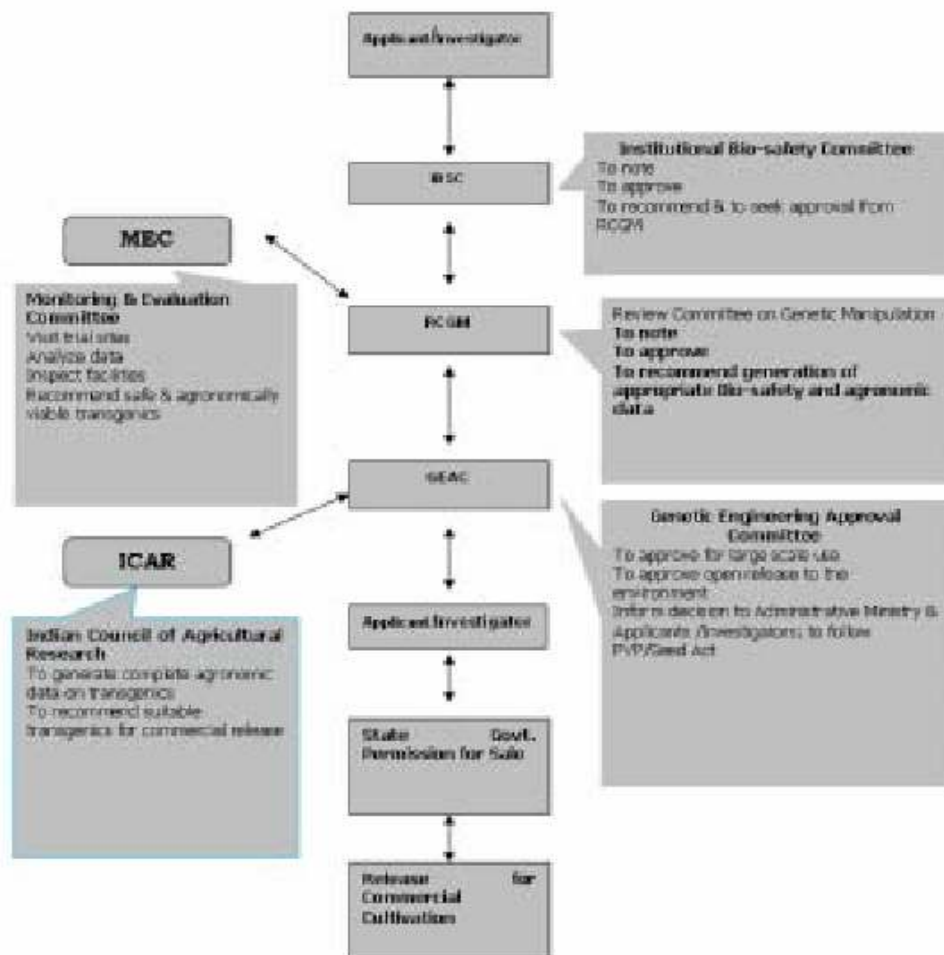 Applicant/Investigator
IBSC
Institutional Bio-safety Committee
To note
To approve
To recommend & to seek approval from
RCGM
MEC
Monitoring & Evaluation
Committee
Visit trial sites
Analyze data
Inspect facilities
Recommend safe & agronomically
viable transgenics
RCGM
Review Committee on Genetic Manipulation
To note
To approve
To recommend generation of
appropriate Bio-safety and agronomic
data
GEAC
Genetic Engineering Approval
Committee
To approve for large scale use
To approve open release to the
environment
Inform decision to Administrative Ministry &
Applicants /Investigators; to follow
PVP/Seed Act
ICAR
Indian Council of Agricultural
Research
To generate complete agronomic
data on transgenics
To recommend suitable
transgenics for commercial release
Applicant/Investigator
State Govt.
Permission for Sale
Release for
Commercial
Cultivation